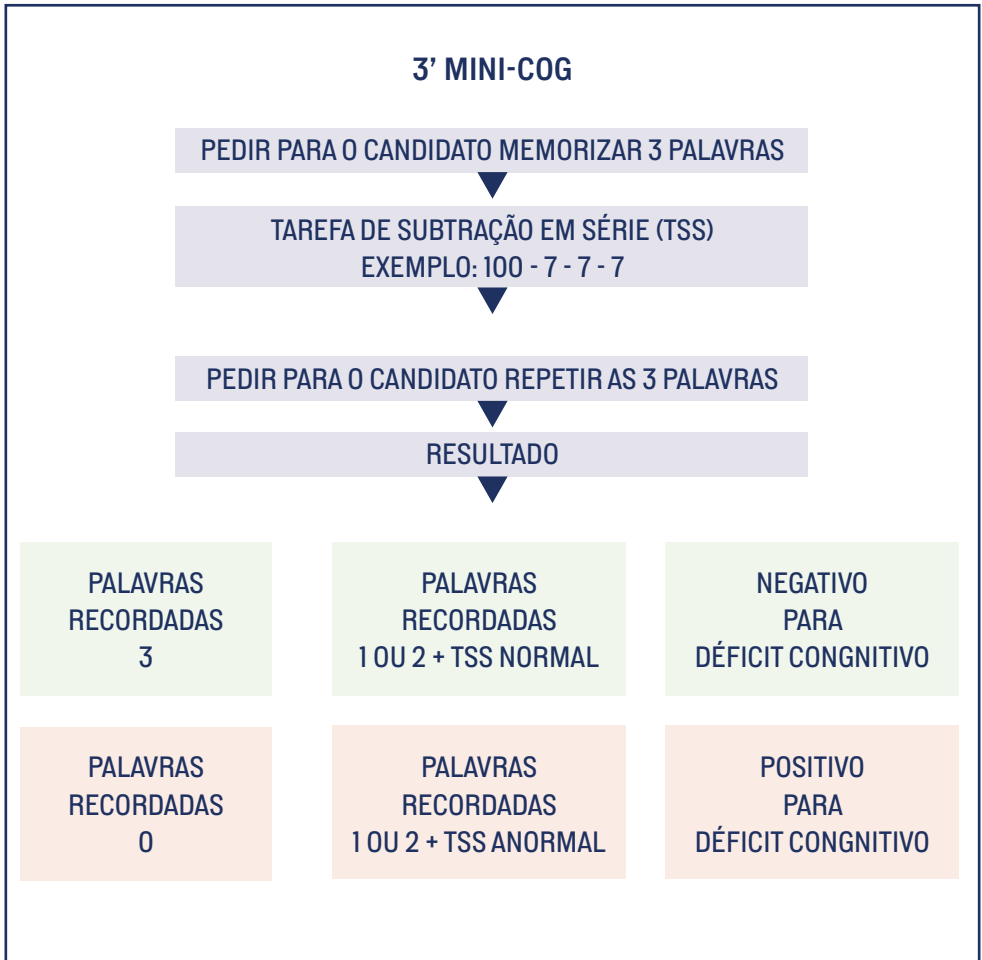 3’ MINI-COG
PEDIR PARA O CANDIDATO MEMORIZAR 3 PALAVRAS
TAREFA DE SUBTRAÇÃO EM SÉRIE (TSS)
EXEMPLO: 100 - 7 - 7 - 7
PEDIR PARA O CANDIDATO REPETIR AS 3 PALAVRAS
RESULTADO
PALAVRAS
RECORDADAS
3
PALAVRAS
RECORDADAS
1 OU 2 + TSS NORMAL
NEGATIVO
PARA
DÉFICIT CONGNITIVO
PALAVRAS
RECORDADAS
0
PALAVRAS
RECORDADAS
1 OU 2 + TSS ANORMAL
POSITIVO
PARA
DÉFICIT CONGNITIVO